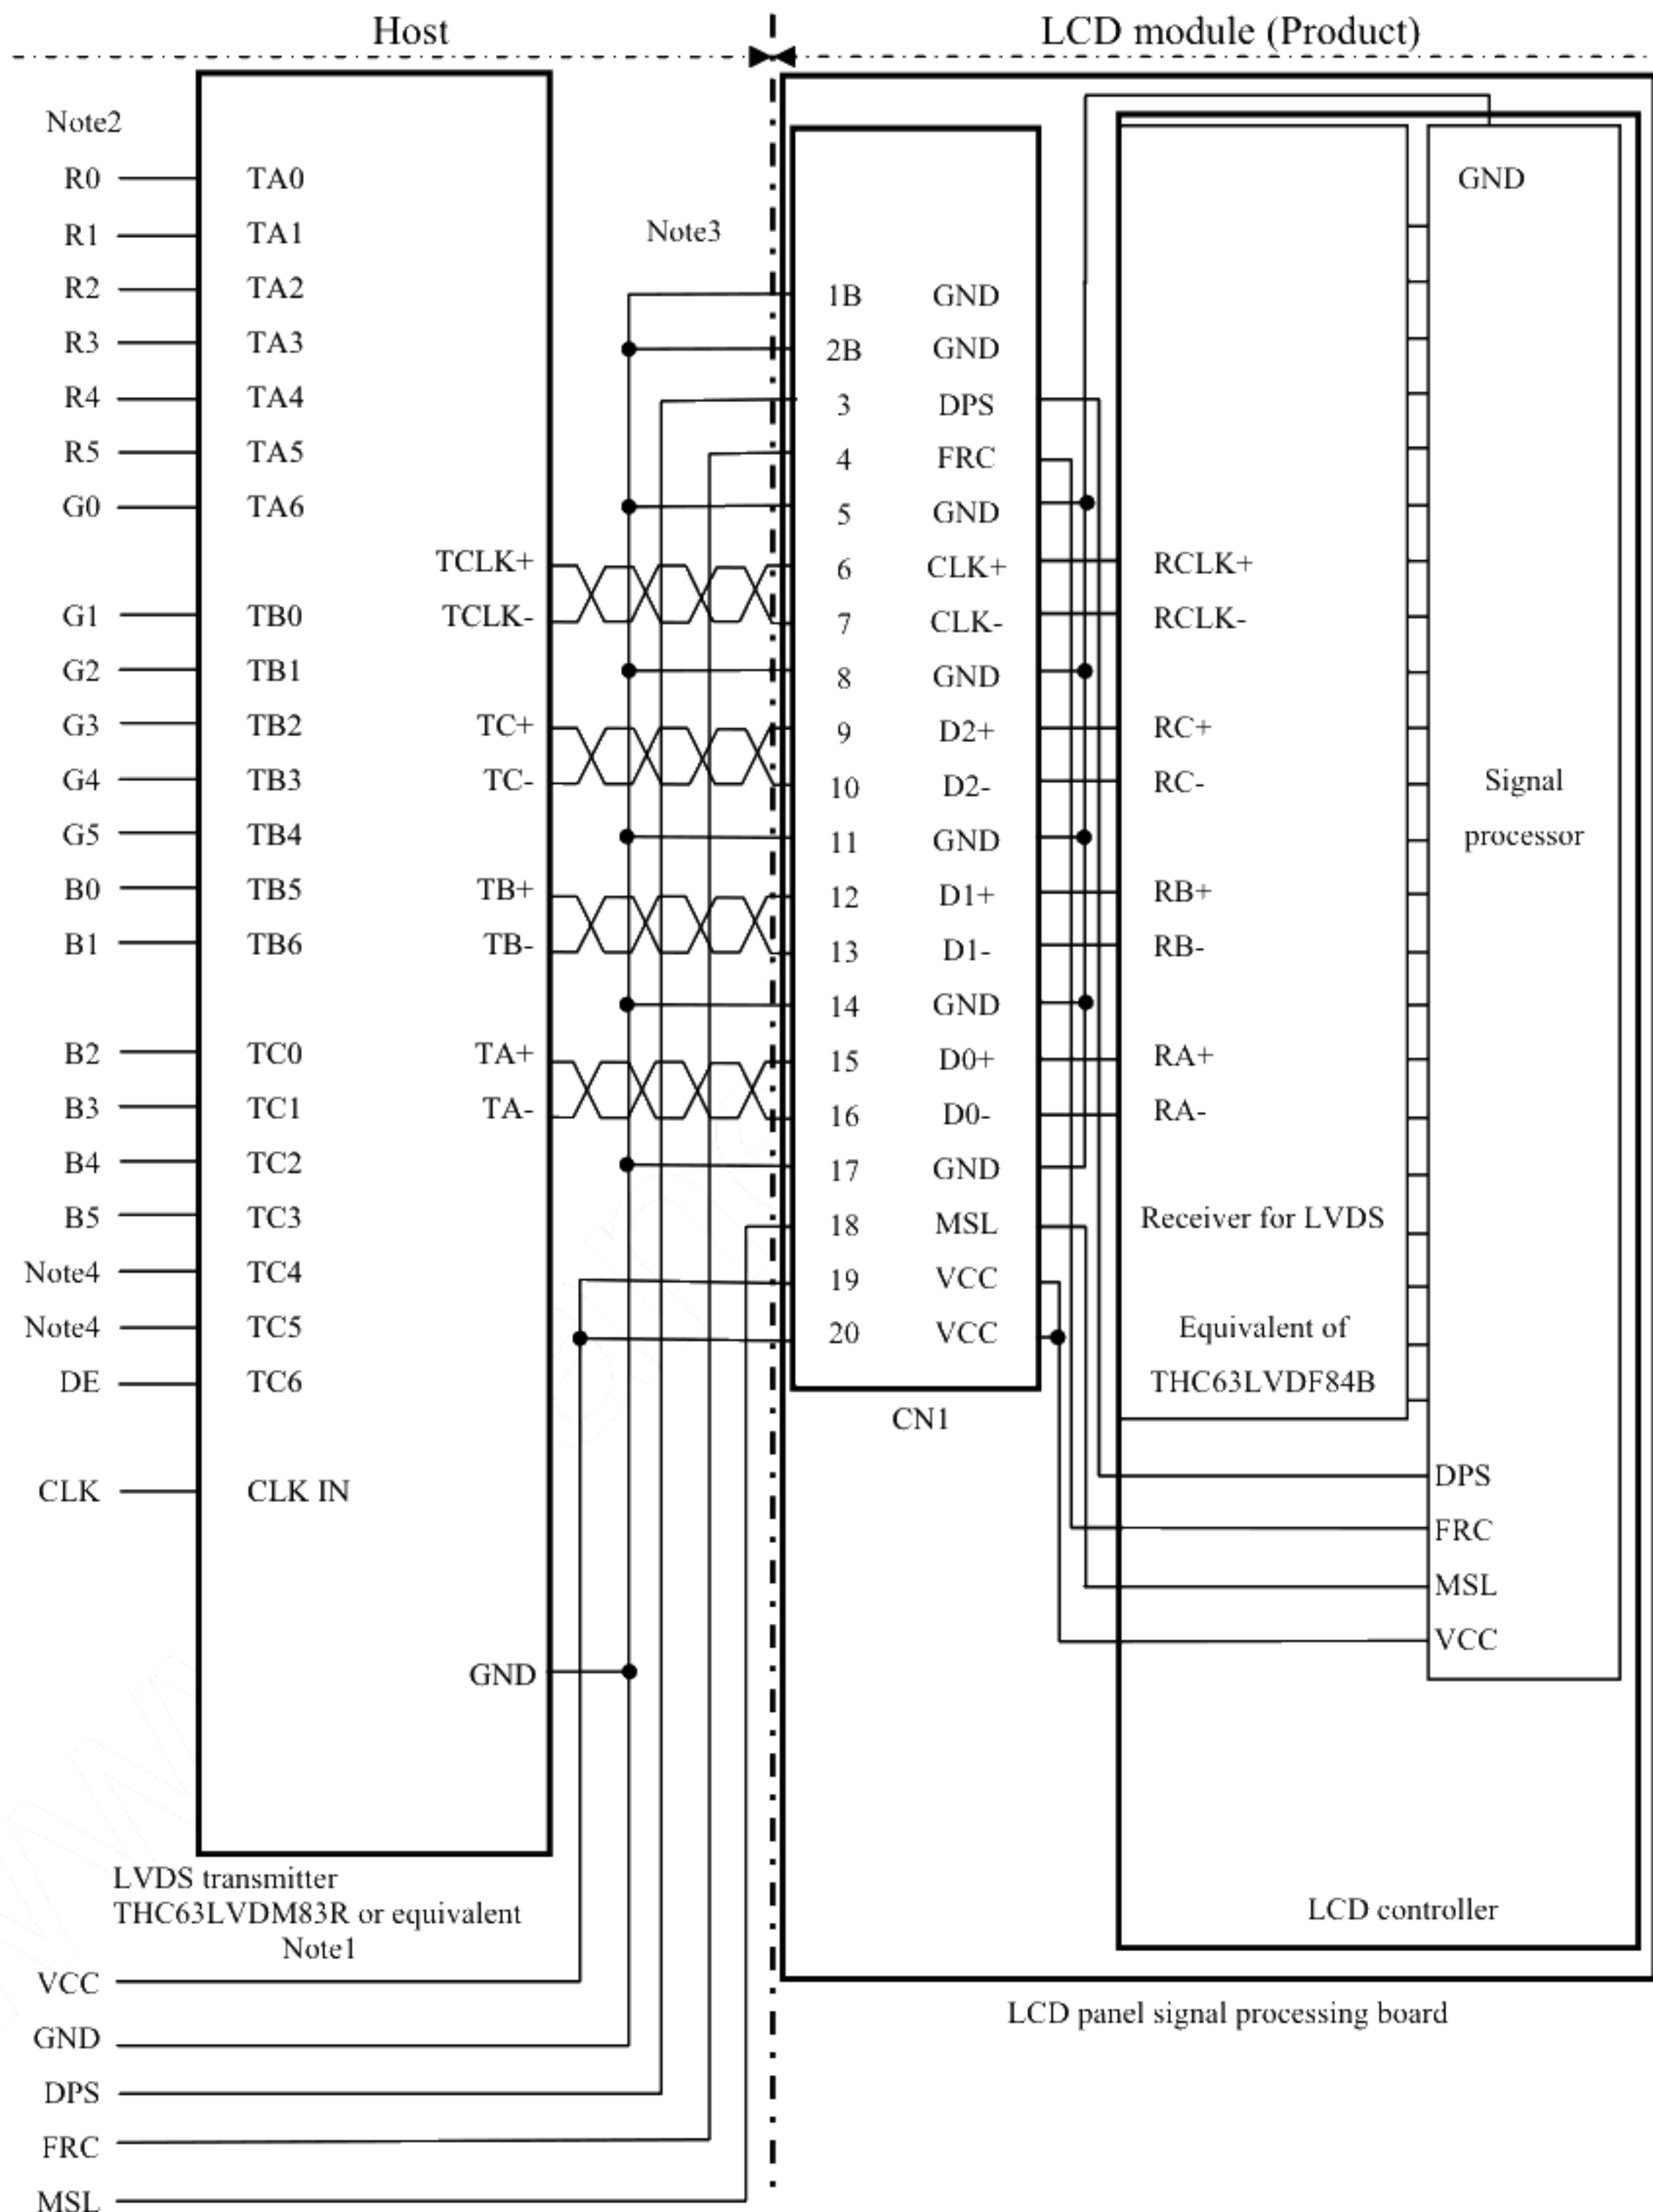 Host
LCD module (Product)
Note2
R0 TA0
GND
R1 TA1
Note3
R2 TA2
1B GND
R3 TA3
2B GND
R4 TA4
3 DPS
R5 TA5
4 FRC
G0 TA6
5 GND
TCLK+
6 CLK+
RCLK+
G1 TB0
TCLK-
7 CLK-
RCLK-
G2 TB1
8 GND
G3 TB2
TC+
9 D2+
RC+
G4 TB3
TC-
10 D2-
RC-
Signal
G5 TB4
11 GND
processor
B0 TB5
TB+
12 D1+
RB+
B1 TB6
TB-
13 D1-
RB-
14 GND
B2 TC0
TA+
15 D0+
RA+
B3 TC1
TA-
16 D0-
RA-
B4 TC2
17 GND
B5 TC3
18 MSL
Receiver for LVDS
Note4 TC4
19 VCC
Note4 TC5
20 VCC
Equivalent of
DE TC6
THC63LVDF84B
CN1
DPS
CLK CLK IN
FRC
MSL
VCC
GND
LVDS transmitter
THC63LVDM83R or equivalent
Note1
LCD controller
VCC
LCD panel signal processing board
GND
DPS
FRC
MSL